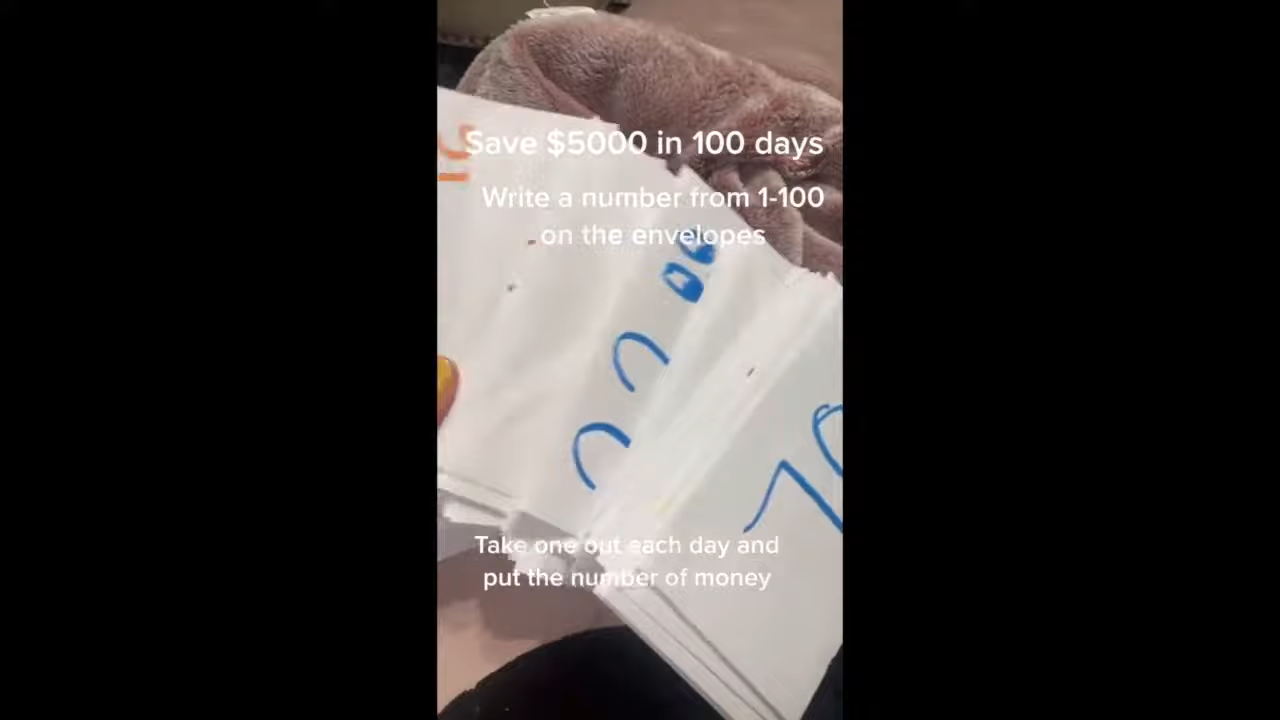 Save $5000 in 100 days
Write a number from 1-100
on the envelopes
Take one out each day and
put the number of money
70